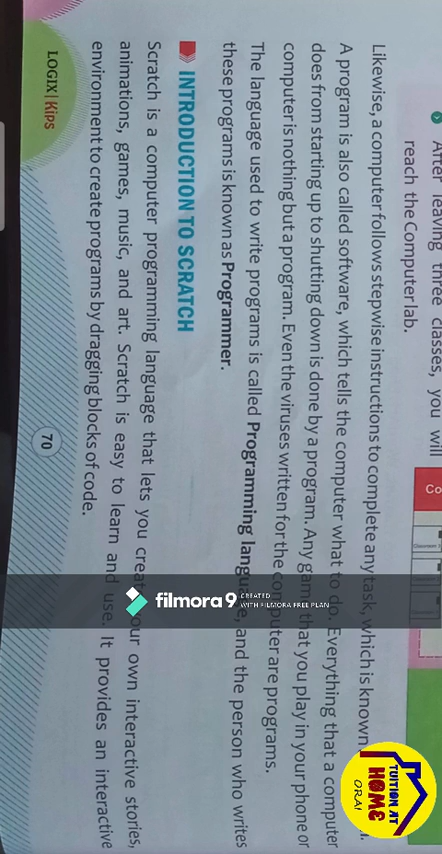 After leaving three classes, you will
reach the Computer lab.
Co
Likewise, a computer follows stepwise instructions to complete any task, which is known
A program is also called software, which tells the computer what to do. Everything that a computer
does from starting up to shutting down is done by a program. Any game that you play in your phone or
computer is nothing but a program. Even the viruses written for the computer are programs.
The language used to write programs is called Programming language, and the person who writes
these programs is known as Programmer.
INTRODUCTION TO SCRATCH
Scratch is a computer programming language that lets you create your own interactive stories,
animations, games, music, and art. Scratch is easy to learn and use. It provides an interactive
environment to create programs by dragging blocks of code.
LOGIX | Kips
70
filmora9
CREATED
WITH FILMORA FREE PLAN
TUITION AT
HOME
ORAI